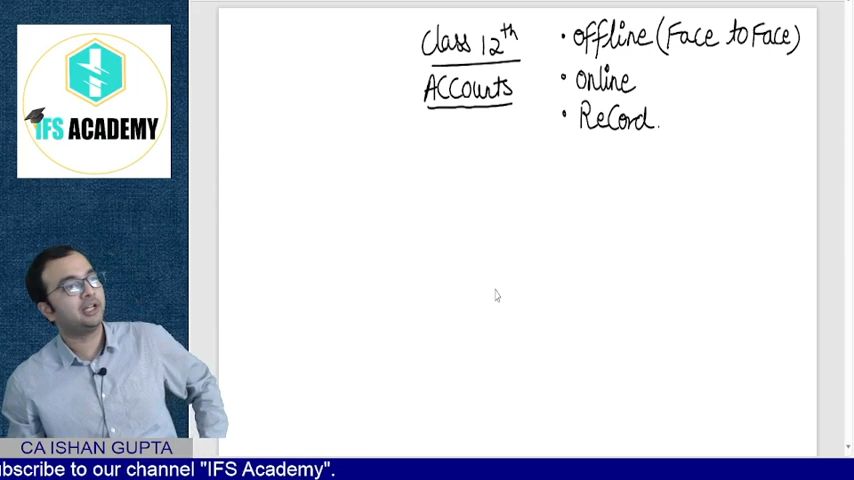 Class 12th
ACCounts
• offline (Face to Face)
• online
• ReCord.
IFS ACADEMY
CA ISHAN GUPTA
ubscribe to our channel "IFS Academy".